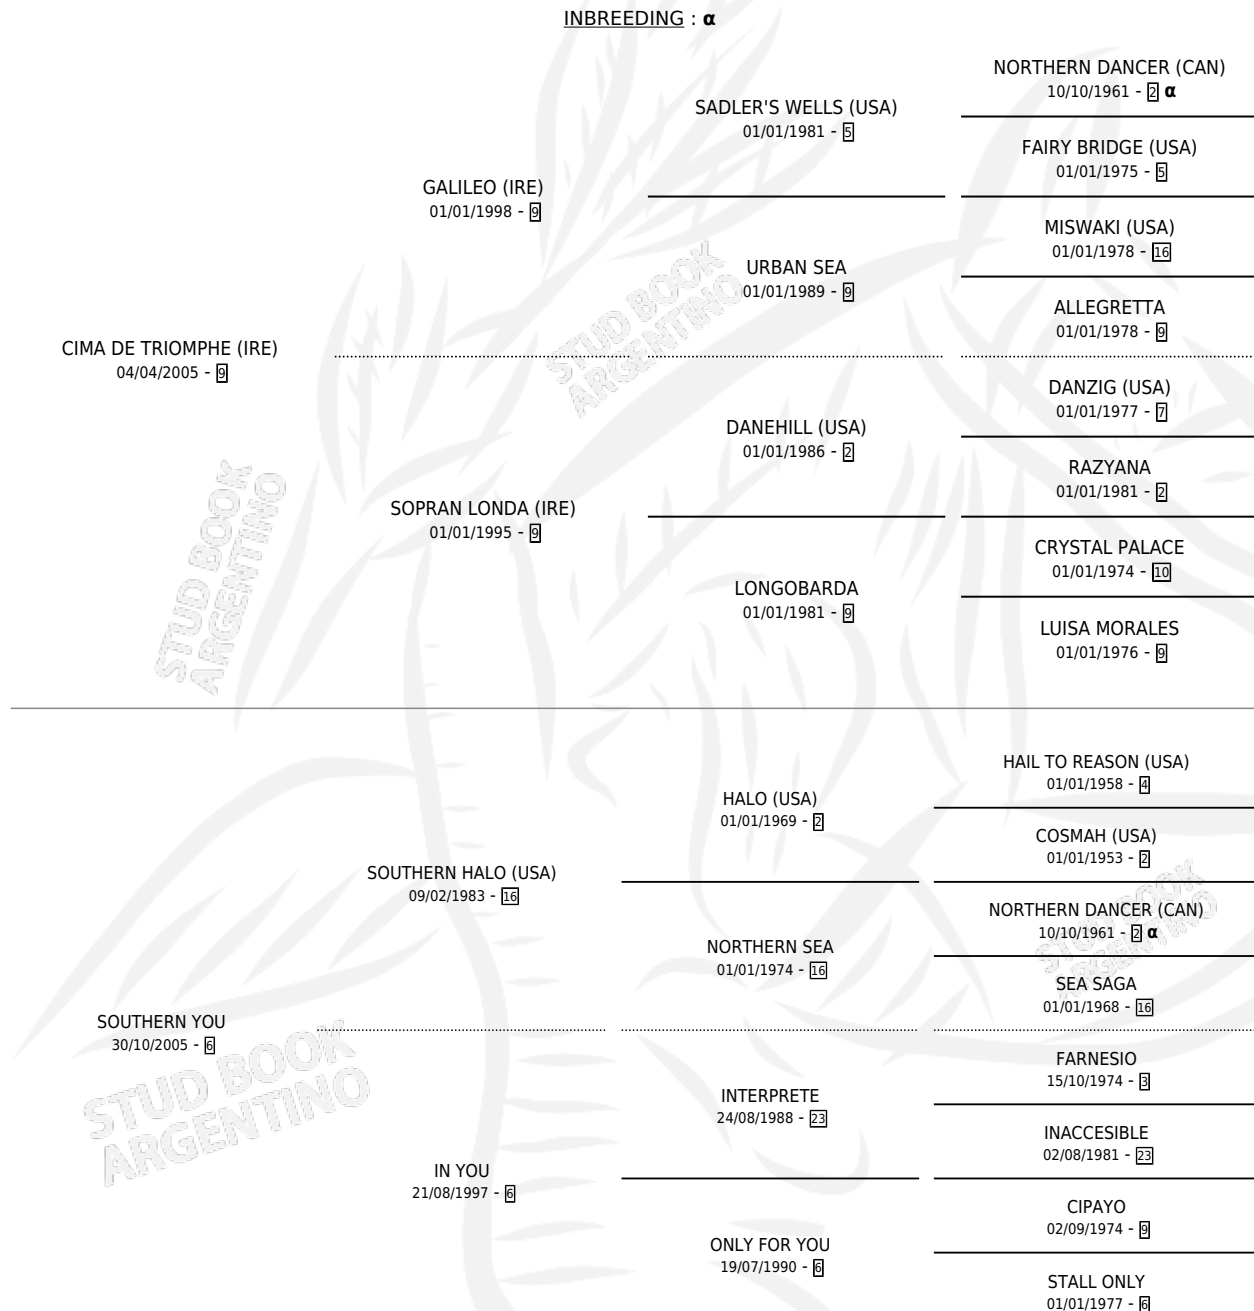 INBREEDING : α
NORTHERN DANCER (CAN)
10/10/1961 - 2 α
SADLER'S WELLS (USA)
01/01/1981 - 5
FAIRY BRIDGE (USA)
01/01/1975 - 5
GALILEO (IRE)
01/01/1998 - 9
MISWAKI (USA)
01/01/1978 - 16
URBAN SEA
01/01/1989 - 9
ALLEGRETTA
01/01/1978 - 9
CIMA DE TRIOMPHE (IRE)
04/04/2005 - 9
DANZIG (USA)
01/01/1977 - 7
DANEHILL (USA)
01/01/1986 - 2
RAZYANA
01/01/1981 - 2
SOPRAN LONDA (IRE)
01/01/1995 - 9
CRYSTAL PALACE
01/01/1974 - 10
LONGOBARDA
01/01/1981 - 9
LUISA MORALES
01/01/1976 - 9
HAIL TO REASON (USA)
01/01/1958 - 4
HALO (USA)
01/01/1969 - 2
COSMAH (USA)
01/01/1953 - 2
SOUTHERN HALO (USA)
09/02/1983 - 16
NORTHERN DANCER (CAN)
10/10/1961 - 2 α
NORTHERN SEA
01/01/1974 - 16
SEA SAGA
01/01/1968 - 16
SOUTHERN YOU
30/10/2005 - 6
FARNESIO
15/10/1974 - 3
INTERPRETE
24/08/1988 - 23
INACCESIBLE
02/08/1981 - 23
IN YOU
21/08/1997 - 6
CIPAYO
02/09/1974 - 9
ONLY FOR YOU
19/07/1990 - 6
STALL ONLY
01/01/1977 - 6
STUD BOOK
ARGENTINO
STUD BOOK
ARGENTINO
STUD BOOK
ARGENTINO
STUD BOOK
ARGENTINO